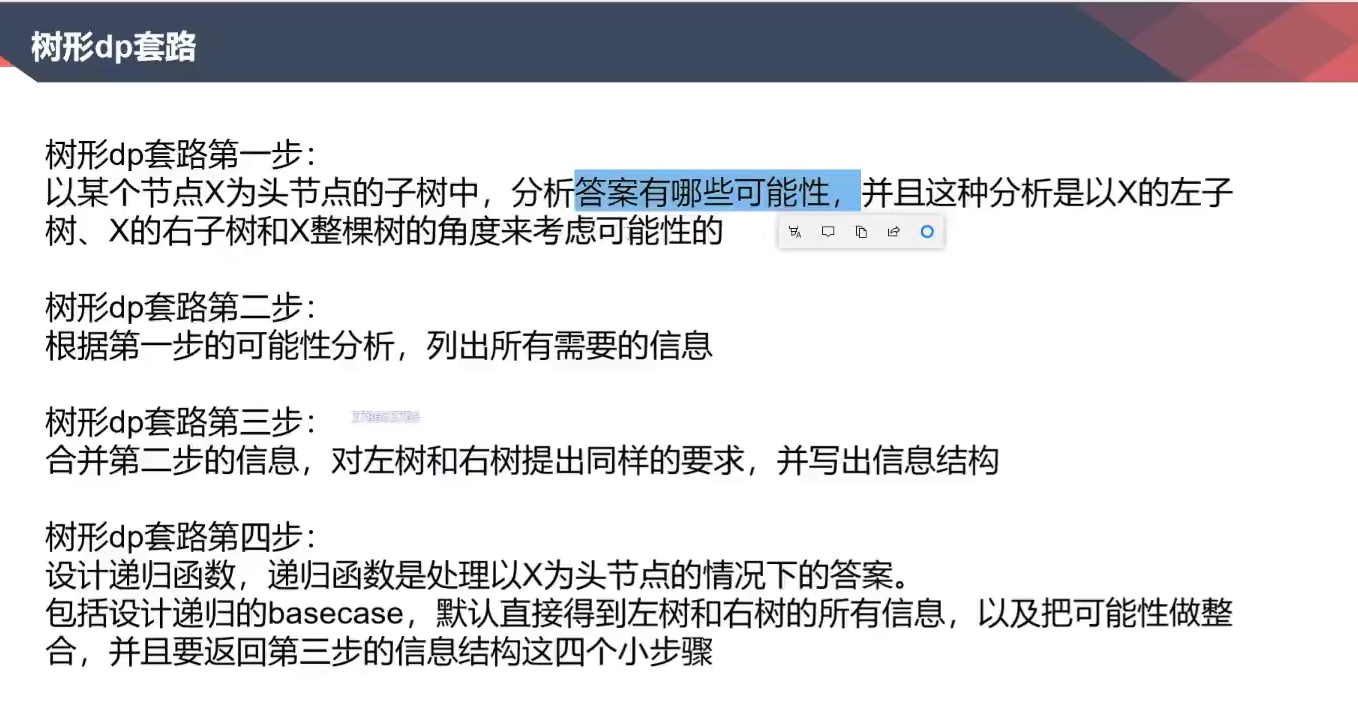 树形dp套路
树形dp套路第一步：
以某个节点X为头节点的子树中，分析答案有哪些可能性，并且这种分析是以X的左子
树、X的右子树和X整棵树的角度来考虑可能性的
树形dp套路第二步：
根据第一步的可能性分析，列出所有需要的信息
树形dp套路第三步：
合并第二步的信息，对左树和右树提出同样的要求，并写出信息结构
树形dp套路第四步：
设计递归函数，递归函数是处理以X为头节点的情况下的答案。
包括设计递归的basecase，默认直接得到左树和右树的所有信息，以及把可能性做整
合，并且要返回第三步的信息结构这四个小步骤